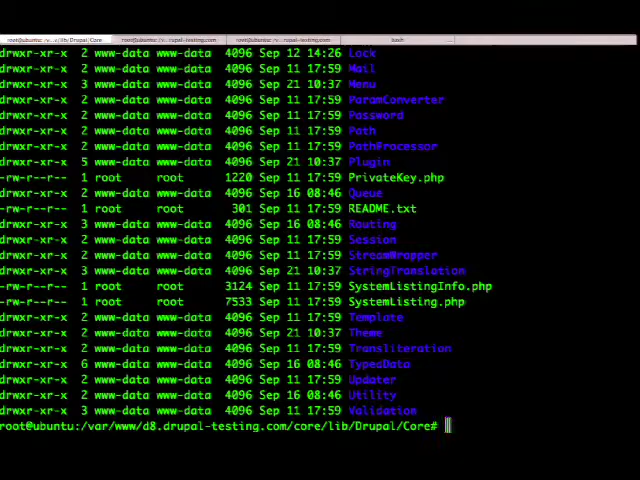 root@ubuntu: /v...lib/Drupal/Core root@ubuntu: /v...rupal-testing.com root@ubuntu: /v...rupal-testing.com bash
drwxr-xr-x 2 www-data www-data 4096 Sep 12 14:26 Lock
drwxr-xr-x 2 www-data www-data 4096 Sep 11 17:59 Mail
drwxr-xr-x 3 www-data www-data 4096 Sep 21 10:37 Menu
drwxr-xr-x 2 www-data www-data 4096 Sep 11 17:59 ParamConverter
drwxr-xr-x 2 www-data www-data 4096 Sep 11 17:59 Password
drwxr-xr-x 2 www-data www-data 4096 Sep 11 17:59 Path
drwxr-xr-x 2 www-data www-data 4096 Sep 11 17:59 PathProcessor
drwxr-xr-x 5 www-data www-data 4096 Sep 21 10:37 Plugin
-rw-r--r-- 1 root root 1220 Sep 11 17:59 PrivateKey.php
drwxr-xr-x 2 www-data www-data 4096 Sep 16 08:46 Queue
-rw-r--r-- 1 root root 301 Sep 11 17:59 README.txt
drwxr-xr-x 2 www-data www-data 4096 Sep 16 08:46 Routing
drwxr-xr-x 2 www-data www-data 4096 Sep 11 17:59 Session
drwxr-xr-x 2 www-data www-data 4096 Sep 16 08:46 StreamWrapper
drwxr-xr-x 3 www-data www-data 4096 Sep 21 10:37 StringTranslation
-rw-r--r-- 1 root root 3124 Sep 11 17:59 SystemListingInfo.php
-rw-r--r-- 1 root root 7533 Sep 11 17:59 SystemListing.php
drwxr-xr-x 2 www-data www-data 4096 Sep 11 17:59 Template
drwxr-xr-x 2 www-data www-data 4096 Sep 21 10:37 Theme
drwxr-xr-x 2 www-data www-data 4096 Sep 11 17:59 Transliteration
drwxr-xr-x 6 www-data www-data 4096 Sep 16 08:46 TypedData
drwxr-xr-x 2 www-data www-data 4096 Sep 11 17:59 Updater
drwxr-xr-x 2 www-data www-data 4096 Sep 16 08:46 Utility
drwxr-xr-x 3 www-data www-data 4096 Sep 11 17:59 Validation
root@ubuntu:/var/www/d8.drupal-testing.com/core/lib/Drupal/Core#